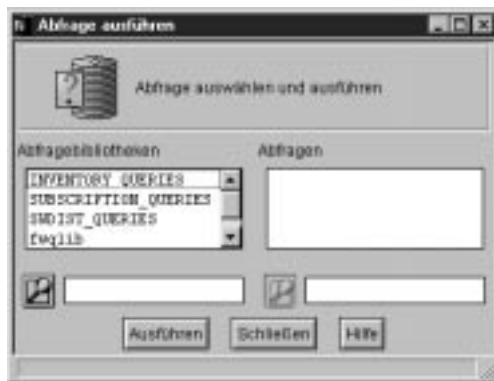 Abfrage ausführen
Abfrage auswählen und ausführen
Abfragebibliotheken
Abfragen
INVENTORY_QUERIES
SUBSCRIPTION_QUERIES
SWDIST_QUERIES
fwqlib
Ausführen Schließen Hilfe